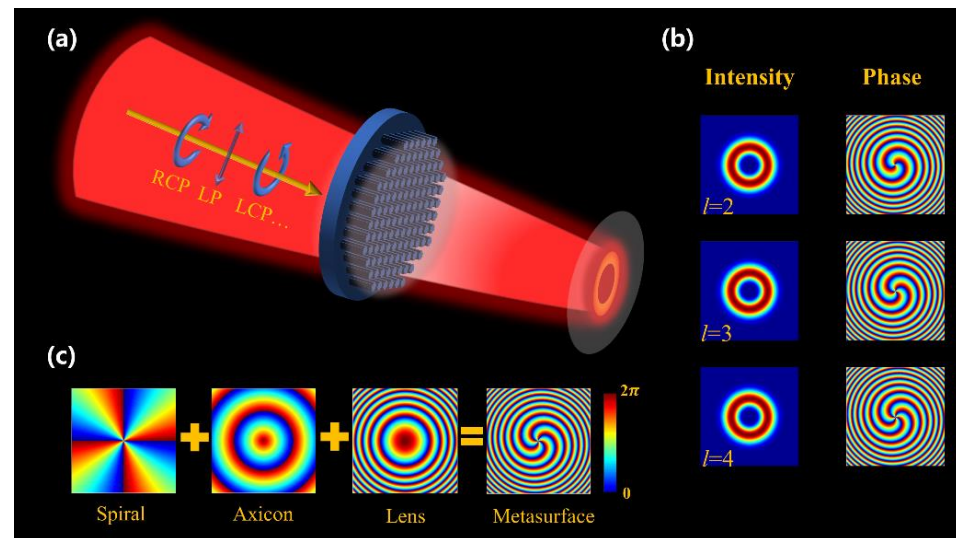 (a)
RCP
LP
LCP...
(b)
Intensity
Phase
l=2
l=3
l=4
(c)
2π
0
Spiral
Axicon
Lens
Metasurface